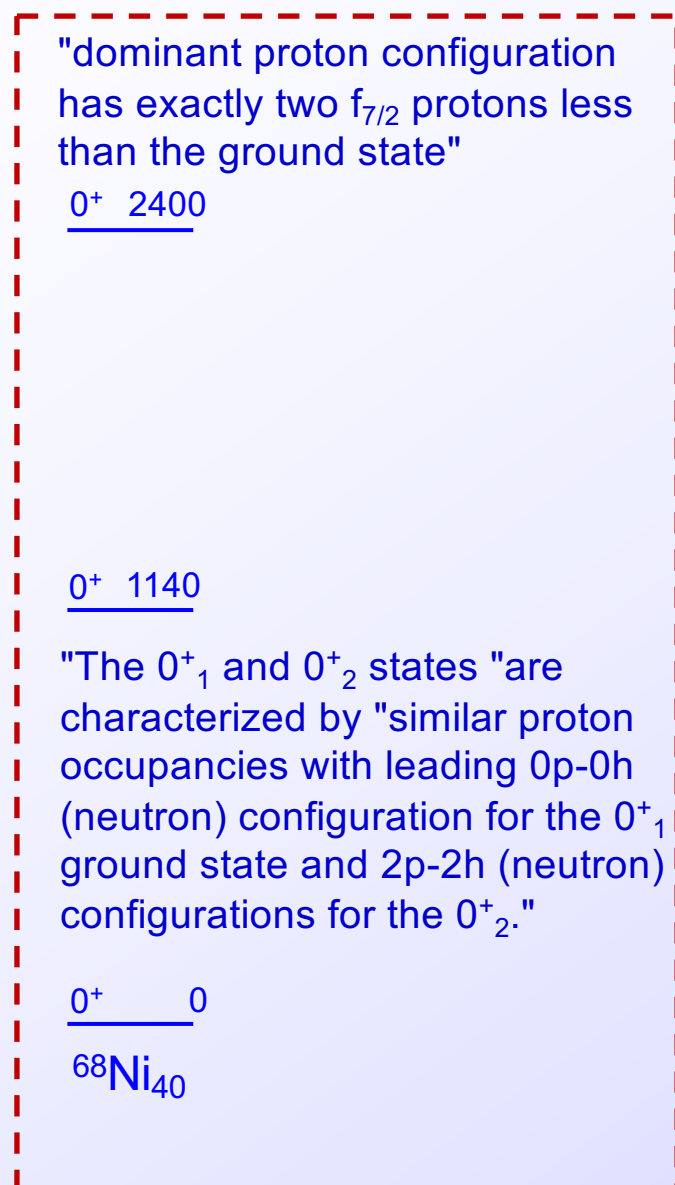 "dominant proton configuration
has exactly two f₇/₂ protons less
than the ground state"
0⁺ 2400
0⁺ 1140
"The 0⁺₁ and 0⁺₂ states "are
characterized by "similar proton
occupancies with leading 0p-0h
(neutron) configuration for the 0⁺₁
ground state and 2p-2h (neutron)
configurations for the 0⁺₂."
0⁺ 0
⁶⁸Ni₄₀